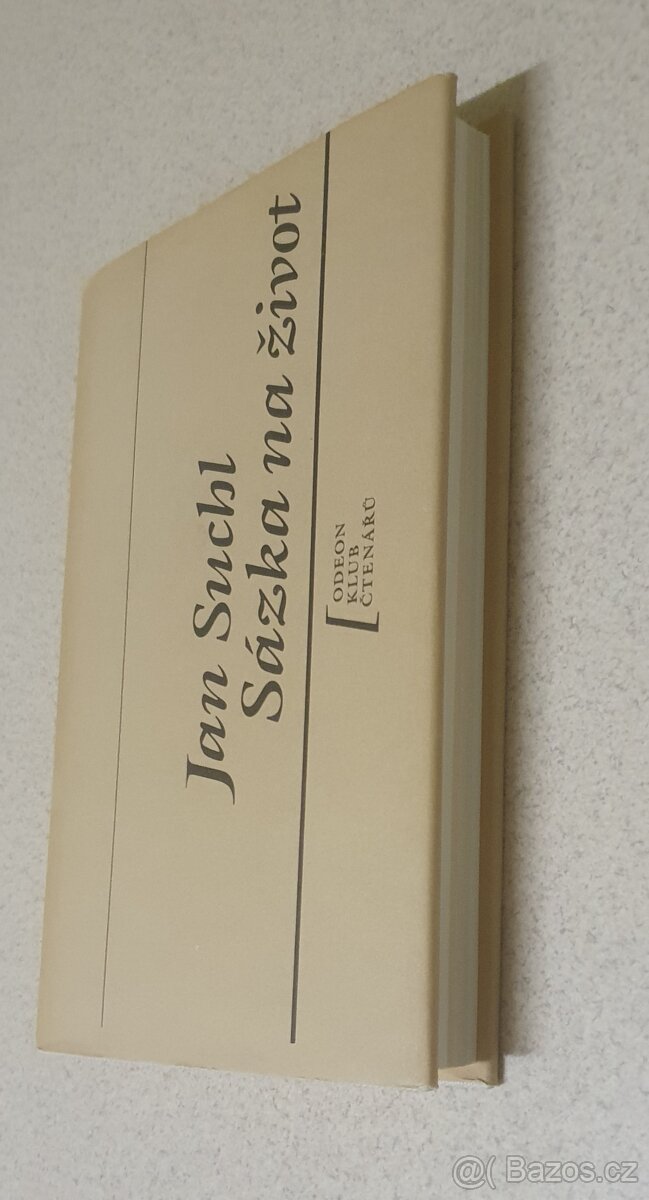 Jan Suchl
Sázka na život
ODEON
KLUB
ČTENÁŘŮ
@( Bazos.cz